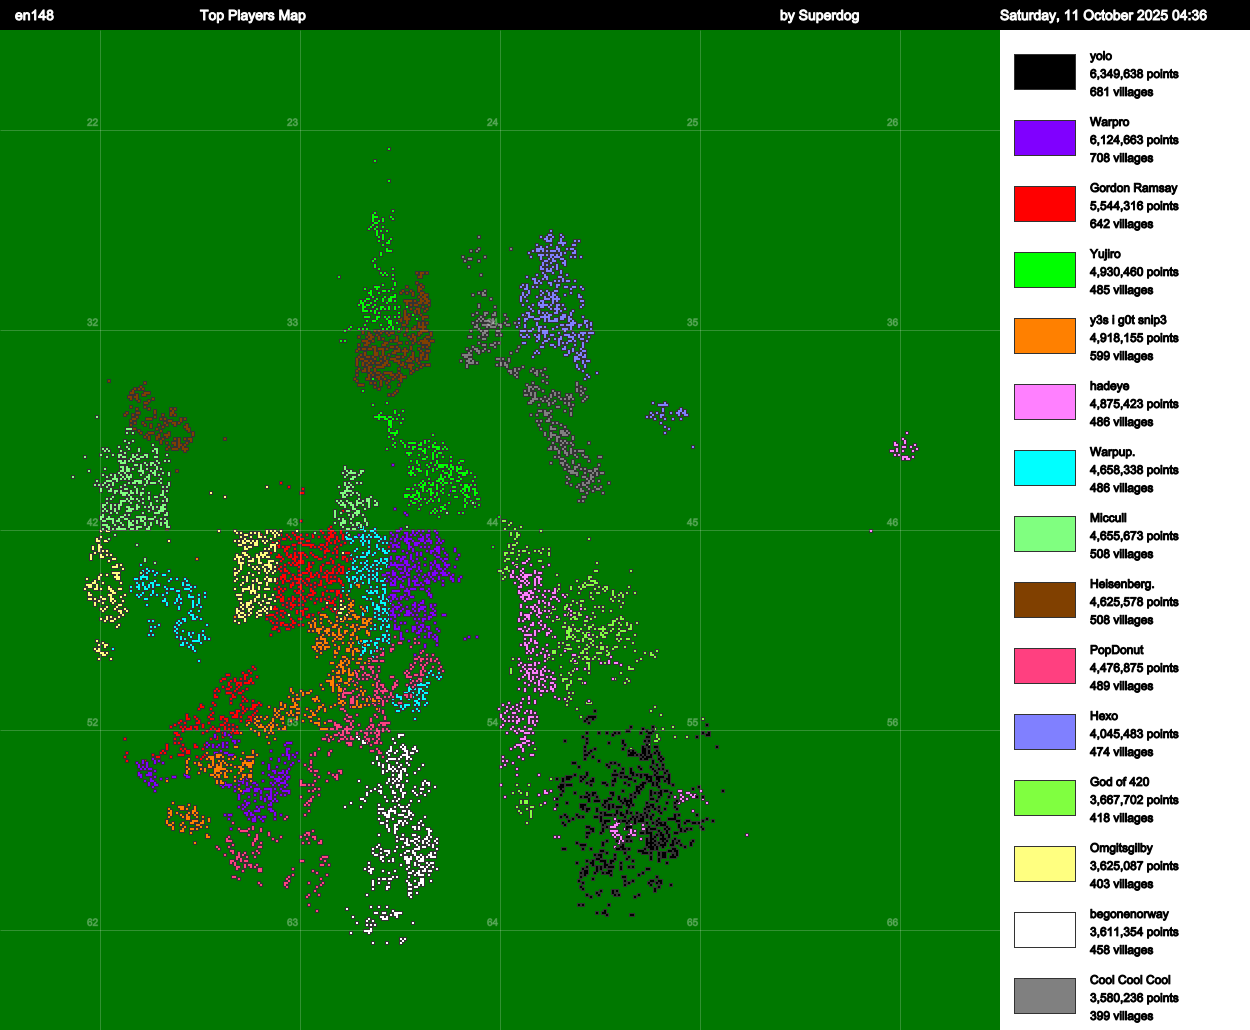 en148 Top Players Map by Superdog Saturday, 11 October 2025 04:36
22 23 24 25 26
32 33 34 35 36
42 43 44 45 46
52 53 54 55 56
62 63 64 65 66
yolo
6,349,638 points
681 villages
Warpro
6,124,663 points
708 villages
Gordon Ramsay
5,544,316 points
642 villages
Yujiro
4,930,460 points
485 villages
y3s i g0t snip3
4,918,155 points
599 villages
hadeye
4,875,423 points
486 villages
Warpup.
4,658,338 points
486 villages
Miccull
4,655,673 points
508 villages
Heisenberg.
4,625,578 points
508 villages
PopDonut
4,476,875 points
489 villages
Hexo
4,045,483 points
474 villages
God of 420
3,667,702 points
418 villages
Omgitsgilby
3,625,087 points
403 villages
begonenorway
3,611,354 points
458 villages
Cool Cool Cool
3,580,236 points
399 villages